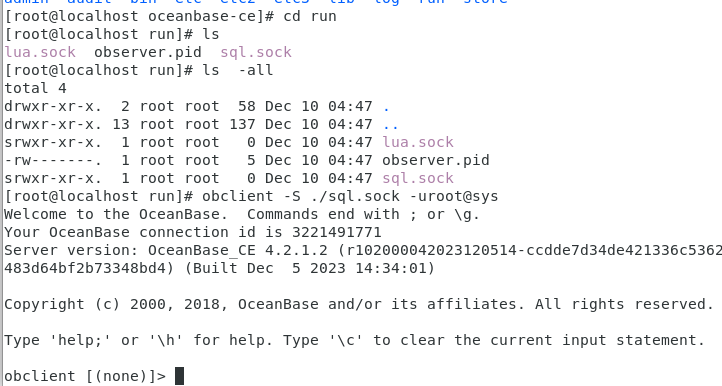 admin audit bin etc etc2 etc3 lib log run store
[root@localhost oceanbase-ce]# cd run
[root@localhost run]# ls
lua.sock  observer.pid  sql.sock
[root@localhost run]# ls  -all
total 4
drwxr-xr-x.  2 root root  58 Dec 10 04:47 .
drwxr-xr-x. 13 root root 137 Dec 10 04:47 ..
srwxr-xr-x.  1 root root   0 Dec 10 04:47 lua.sock
-rw-------.  1 root root   5 Dec 10 04:47 observer.pid
srwxr-xr-x.  1 root root   0 Dec 10 04:47 sql.sock
[root@localhost run]# obclient -S ./sql.sock -uroot@sys
Welcome to the OceanBase.  Commands end with ; or \g.
Your OceanBase connection id is 3221491771
Server version: OceanBase_CE 4.2.1.2 (r102000042023120514-ccdde7d34de421336c5362
483d64bf2b73348bd4) (Built Dec  5 2023 14:34:01)
Copyright (c) 2000, 2018, OceanBase and/or its affiliates. All rights reserved.
Type 'help;' or '\h' for help. Type '\c' to clear the current input statement.
obclient [(none)]>